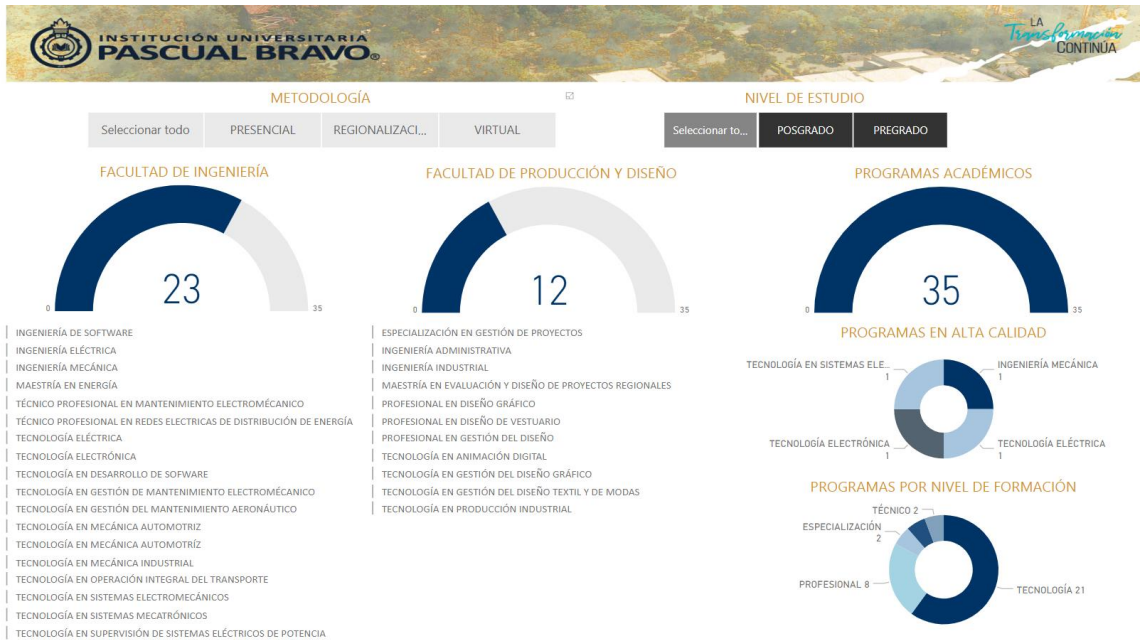 INSTITUCIÓN UNIVERSITARIA
PASCUAL BRAVO®
LA
Transformación
CONTINÚA
METODOLOGÍA
Seleccionar todo
PRESENCIAL
REGIONALIZACI...
VIRTUAL
NIVEL DE ESTUDIO
Seleccionar to...
POSGRADO
PREGRADO
FACULTAD DE INGENIERÍA
23
0
35
INGENIERÍA DE SOFTWARE
INGENIERÍA ELÉCTRICA
INGENIERÍA MECÁNICA
MAESTRÍA EN ENERGÍA
TÉCNICO PROFESIONAL EN MANTENIMIENTO ELECTROMÉCANICO
TÉCNICO PROFESIONAL EN REDES ELECTRICAS DE DISTRIBUCIÓN DE ENERGÍA
TECNOLOGÍA ELÉCTRICA
TECNOLOGÍA ELECTRÓNICA
TECNOLOGÍA EN DESARROLLO DE SOFWARE
TECNOLOGÍA EN GESTIÓN DE MANTENIMIENTO ELECTROMÉCANICO
TECNOLOGÍA EN GESTIÓN DEL MANTENIMIENTO AERONÁUTICO
TECNOLOGÍA EN MECÁNICA AUTOMOTRIZ
TECNOLOGÍA EN MECÁNICA AUTOMOTRÍZ
TECNOLOGÍA EN MECÁNICA INDUSTRIAL
TECNOLOGÍA EN OPERACIÓN INTEGRAL DEL TRANSPORTE
TECNOLOGÍA EN SISTEMAS ELECTROMECÁNICOS
TECNOLOGÍA EN SISTEMAS MECATRÓNICOS
TECNOLOGÍA EN SUPERVISIÓN DE SISTEMAS ELÉCTRICOS DE POTENCIA
FACULTAD DE PRODUCCIÓN Y DISEÑO
12
0
35
ESPECIALIZACIÓN EN GESTIÓN DE PROYECTOS
INGENIERÍA ADMINISTRATIVA
INGENIERÍA INDUSTRIAL
MAESTRÍA EN EVALUACIÓN Y DISEÑO DE PROYECTOS REGIONALES
PROFESIONAL EN DISEÑO GRÁFICO
PROFESIONAL EN DISEÑO DE VESTUARIO
PROFESIONAL EN GESTIÓN DEL DISEÑO
TECNOLOGÍA EN ANIMACIÓN DIGITAL
TECNOLOGÍA EN GESTIÓN DEL DISEÑO GRÁFICO
TECNOLOGÍA EN GESTIÓN DEL DISEÑO TEXTIL Y DE MODAS
TECNOLOGÍA EN PRODUCCIÓN INDUSTRIAL
PROGRAMAS ACADÉMICOS
35
0
35
PROGRAMAS EN ALTA CALIDAD
TECNOLOGÍA EN SISTEMAS ELE...
1
INGENIERÍA MECÁNICA
1
TECNOLOGÍA ELECTRÓNICA
1
TECNOLOGÍA ELÉCTRICA
1
PROGRAMAS POR NIVEL DE FORMACIÓN
TÉCNICO 2
ESPECIALIZACIÓN
2
PROFESIONAL 8
TECNOLOGÍA 21